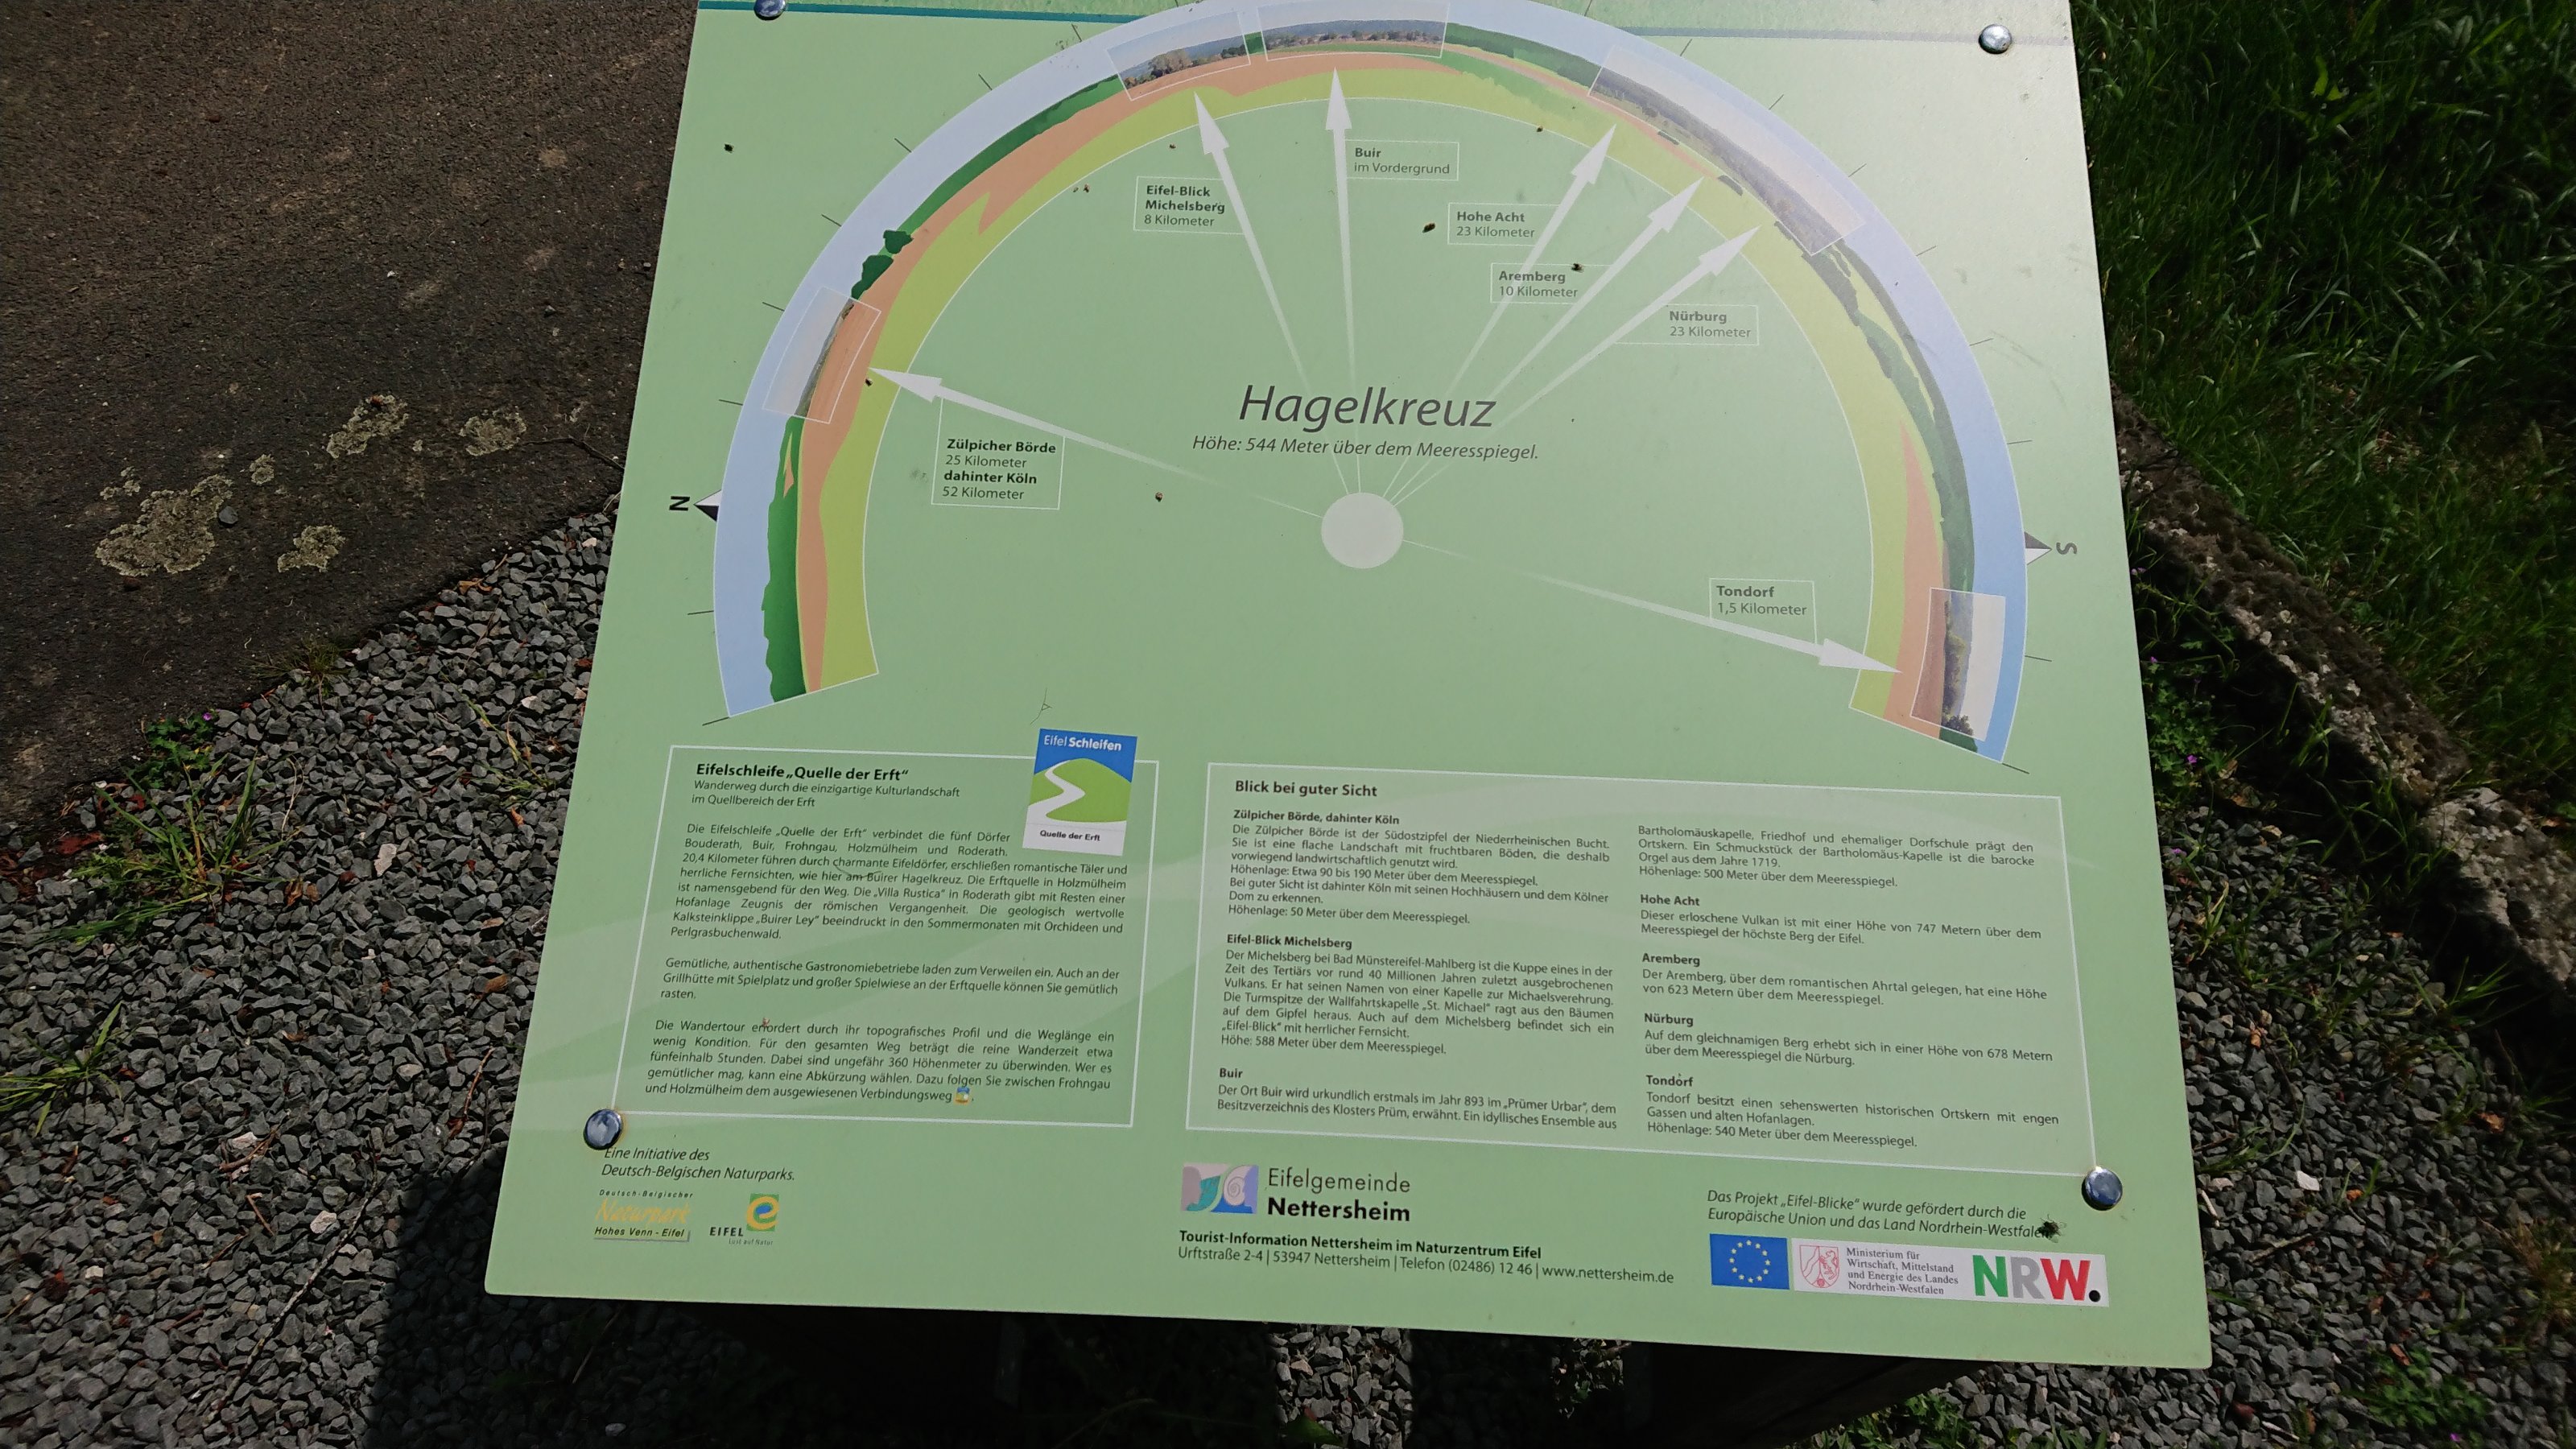 Buir
im Vordergrund
Eifel-Blick
Michelsberg
8 Kilometer
Hohe Acht
23 Kilometer
Aremberg
10 Kilometer
Nürburg
23 Kilometer
Hagelkreuz
Höhe: 544 Meter über dem Meeresspiegel.
Zülpicher Börde
25 Kilometer
dahinter Köln
52 Kilometer
N
S
Tondorf
1,5 Kilometer
Eifel Schleifen
Quelle der Erft
Eifelschleife „Quelle der Erft“
Wanderweg durch die einzigartige Kulturlandschaft
im Quellbereich der Erft
Die Eifelschleife „Quelle der Erft“ verbindet die fünf Dörfer
Bouderath, Buir, Frohngau, Holzmülheim und Roderath.
20,4 Kilometer führen durch charmante Eifeldörfer, erschließen romantische Täler und
herrliche Fernsichten, wie hier am Buirer Hagelkreuz. Die Erftquelle in Holzmülheim
ist namensgebend für den Weg. Die „Villa Rustica“ in Roderath gibt mit Resten einer
Hofanlage Zeugnis der römischen Vergangenheit. Die geologisch wertvolle
Kalksteinklippe „Buirer Ley“ beeindruckt in den Sommermonaten mit Orchideen und
Perlgrasbuchenwald.
Gemütliche, authentische Gastronomiebetriebe laden zum Verweilen ein. Auch an der
Grillhütte mit Spielplatz und großer Spielwiese an der Erftquelle können Sie gemütlich
rasten.
Die Wandertour erfordert durch ihr topografisches Profil und die Weglänge ein
wenig Kondition. Für den gesamten Weg beträgt die reine Wanderzeit etwa
fünfeinhalb Stunden. Dabei sind ungefähr 360 Höhenmeter zu überwinden. Wer es
gemütlicher mag, kann eine Abkürzung wählen. Dazu folgen Sie zwischen Frohngau
und Holzmülheim dem ausgewiesenen Verbindungsweg.
Blick bei guter Sicht
Zülpicher Börde, dahinter Köln
Die Zülpicher Börde ist der Südostzipfel der Niederrheinischen Bucht.
Sie ist eine flache Landschaft mit fruchtbaren Böden, die deshalb
vorwiegend landwirtschaftlich genutzt wird.
Höhenlage: Etwa 90 bis 190 Meter über dem Meeresspiegel.
Bei guter Sicht ist dahinter Köln mit seinen Hochhäusern und dem Kölner
Dom zu erkennen.
Höhenlage: 50 Meter über dem Meeresspiegel.
Eifel-Blick Michelsberg
Der Michelsberg bei Bad Münstereifel-Mahlberg ist die Kuppe eines in der
Zeit des Tertiärs vor rund 40 Millionen Jahren zuletzt ausgebrochenen
Vulkans. Er hat seinen Namen von einer Kapelle zur Michaelsverehrung.
Die Turmspitze der Wallfahrtskapelle „St. Michael“ ragt aus den Bäumen
auf dem Gipfel heraus. Auch auf dem Michelsberg befindet sich ein
„Eifel-Blick“ mit herrlicher Fernsicht.
Höhe: 588 Meter über dem Meeresspiegel.
Buir
Der Ort Buir wird urkundlich erstmals im Jahr 893 im „Prümer Urbar“, dem
Besitzverzeichnis des Klosters Prüm, erwähnt. Ein idyllisches Ensemble aus
Bartholomäuskapelle, Friedhof und ehemaliger Dorfschule prägt den
Ortskern. Ein Schmuckstück der Bartholomäus-Kapelle ist die barocke
Orgel aus dem Jahre 1719.
Höhenlage: 500 Meter über dem Meeresspiegel.
Hohe Acht
Dieser erloschene Vulkan ist mit einer Höhe von 747 Metern über dem
Meeresspiegel der höchste Berg der Eifel.
Aremberg
Der Aremberg, über dem romantischen Ahrtal gelegen, hat eine Höhe
von 623 Metern über dem Meeresspiegel.
Nürburg
Auf dem gleichnamigen Berg erhebt sich in einer Höhe von 678 Metern
über dem Meeresspiegel die Nürburg.
Tondorf
Tondorf besitzt einen sehenswerten historischen Ortskern mit engen
Gassen und alten Hofanlagen.
Höhenlage: 540 Meter über dem Meeresspiegel.
Eine Initiative des
Deutsch-Belgischen Naturparks.
Deutsch-Belgischer
Naturpark
Hohes Venn - Eifel
EIFEL
Lust auf Natur
Eifelgemeinde
Nettersheim
Tourist-Information Nettersheim im Naturzentrum Eifel
Urftstraße 2-4 | 53947 Nettersheim | Telefon (02486) 12 46 | www.nettersheim.de
Das Projekt „Eifel-Blicke“ wurde gefördert durch die
Europäische Union und das Land Nordrhein-Westfalen
Ministerium für
Wirtschaft, Mittelstand
und Energie des Landes
Nordrhein-Westfalen
NRW.